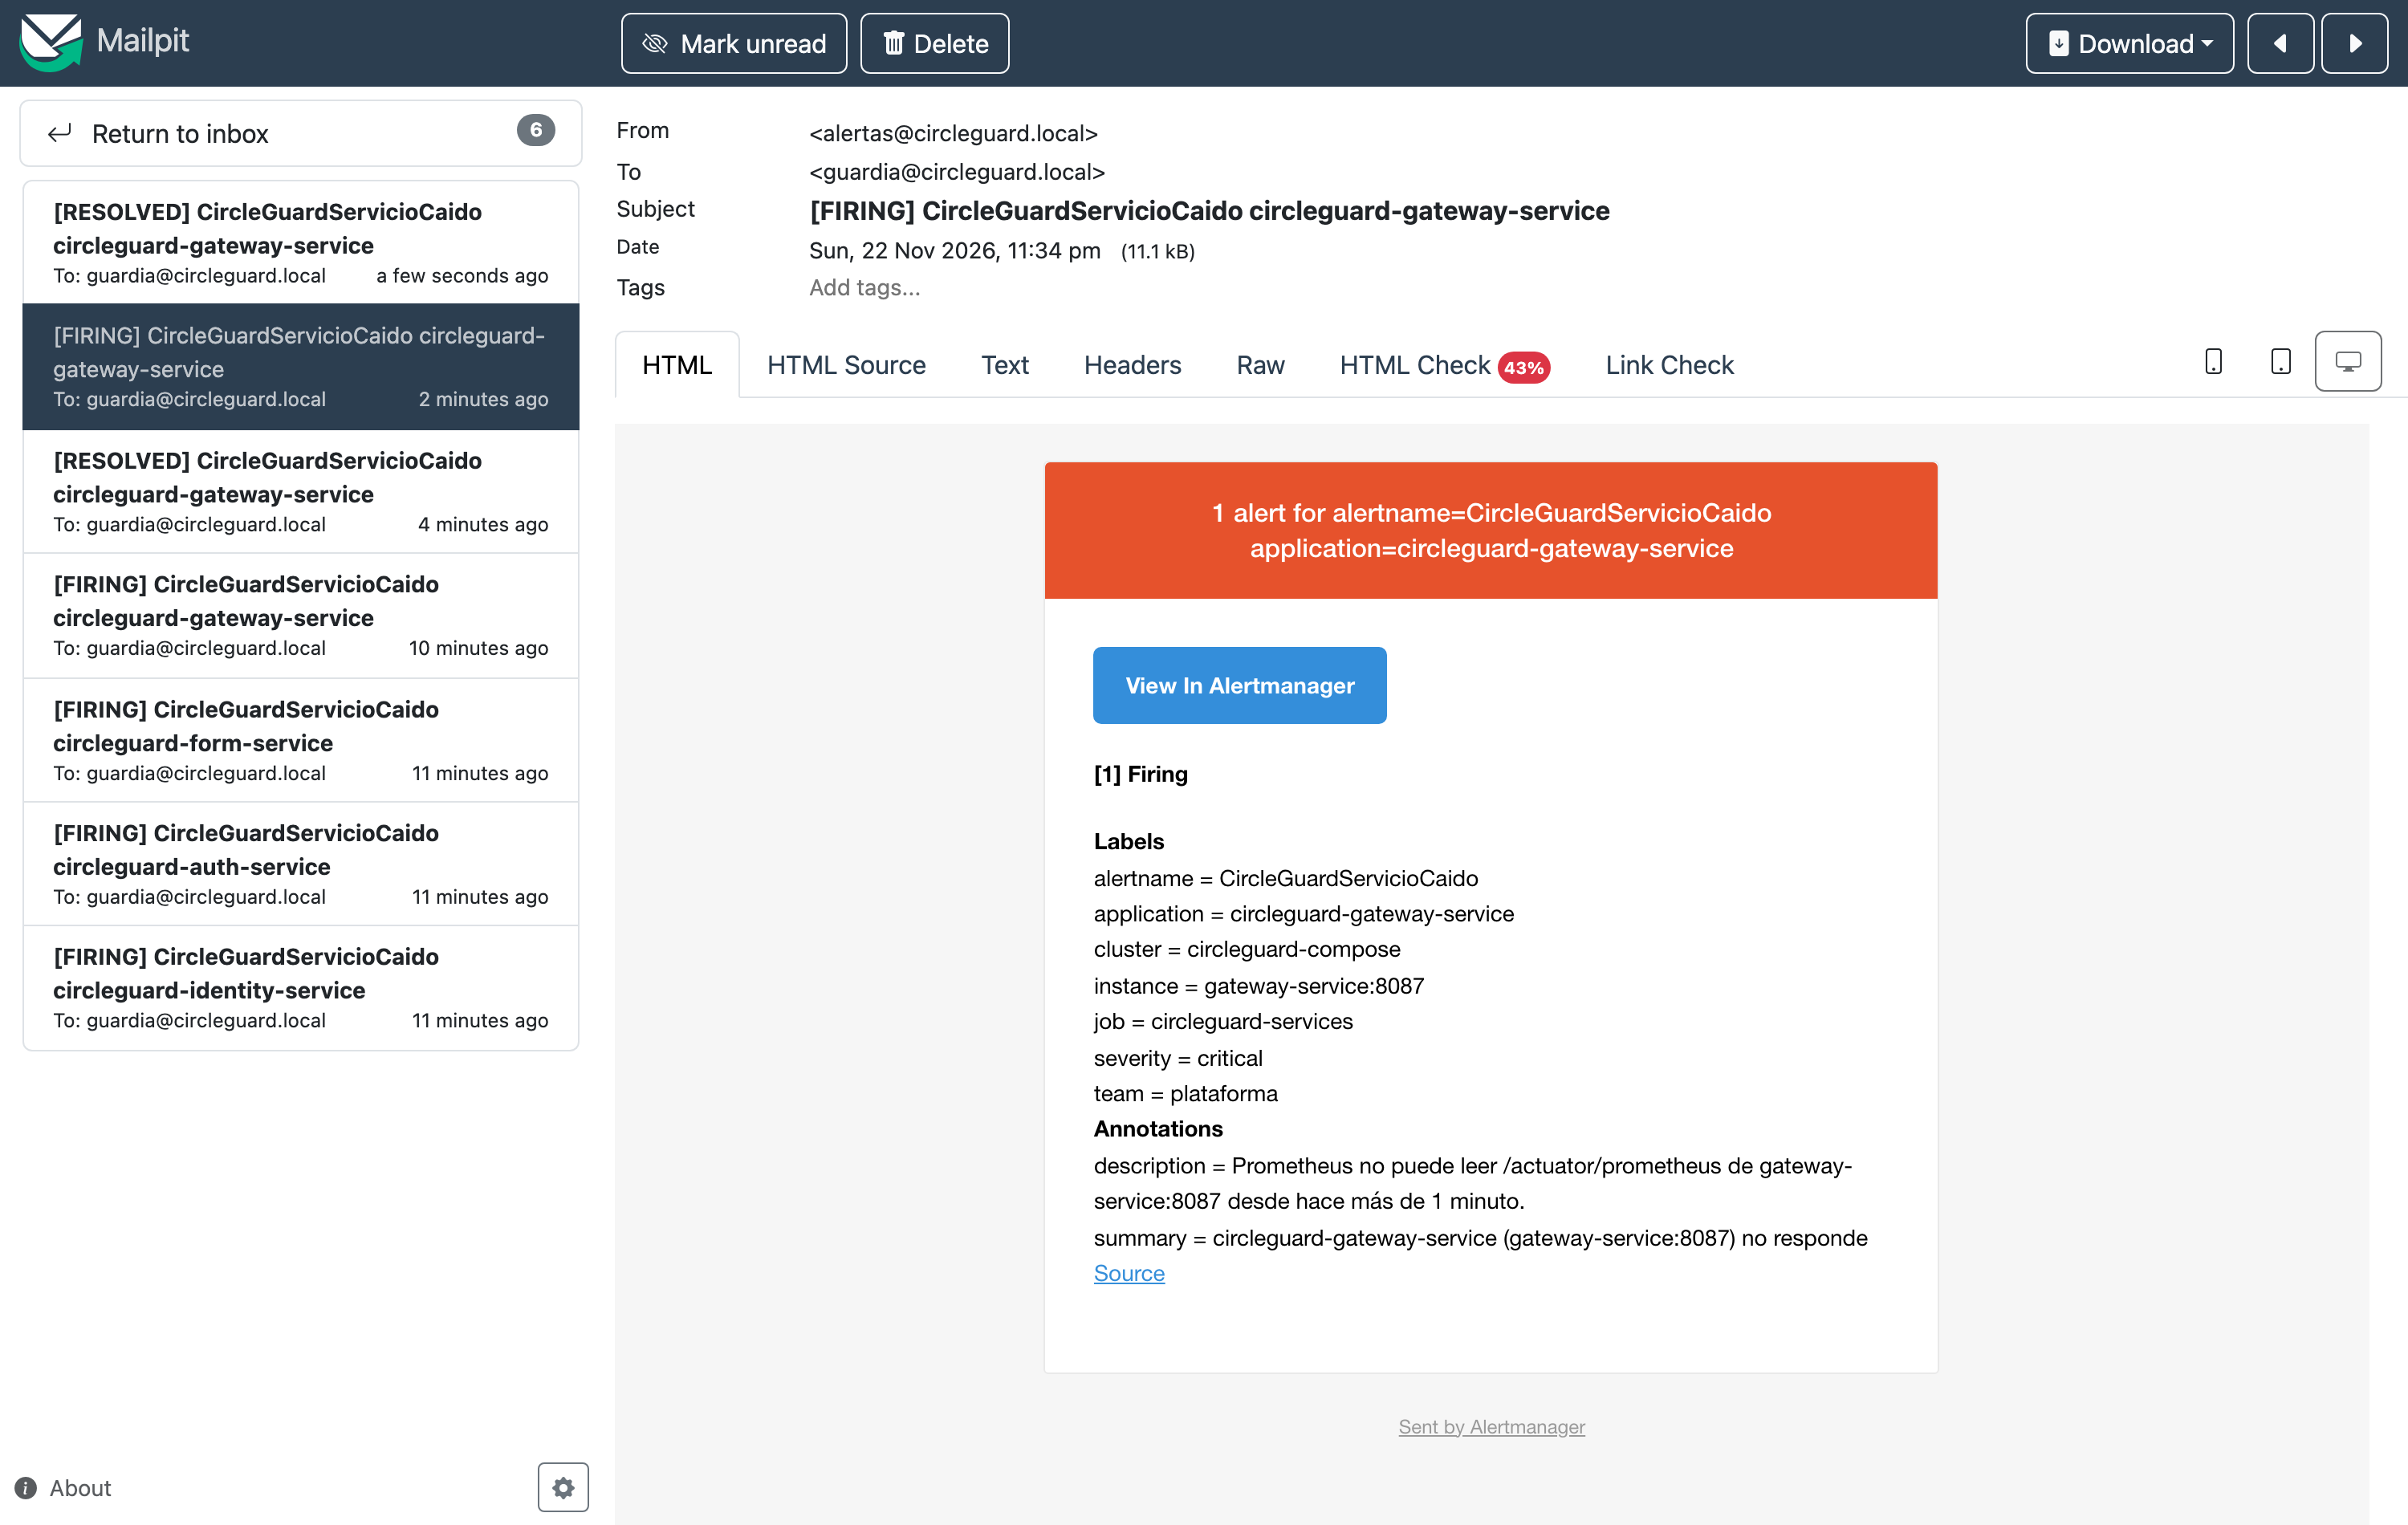 Mailpit
Mark unread
Delete
Download
Return to inbox
6
[RESOLVED] CircleGuardServicioCaido
circleguard-gateway-service
To: guardia@circleguard.local a few seconds ago
[FIRING] CircleGuardServicioCaido circleguard-
gateway-service
To: guardia@circleguard.local 2 minutes ago
[RESOLVED] CircleGuardServicioCaido
circleguard-gateway-service
To: guardia@circleguard.local 4 minutes ago
[FIRING] CircleGuardServicioCaido
circleguard-gateway-service
To: guardia@circleguard.local 10 minutes ago
[FIRING] CircleGuardServicioCaido
circleguard-form-service
To: guardia@circleguard.local 11 minutes ago
[FIRING] CircleGuardServicioCaido
circleguard-auth-service
To: guardia@circleguard.local 11 minutes ago
[FIRING] CircleGuardServicioCaido
circleguard-identity-service
To: guardia@circleguard.local 11 minutes ago
About
From <alertas@circleguard.local>
To <guardia@circleguard.local>
Subject [FIRING] CircleGuardServicioCaido circleguard-gateway-service
Date Sun, 22 Nov 2026, 11:34 pm (11.1 kB)
Tags Add tags...
HTML HTML Source Text Headers Raw HTML Check 43% Link Check
1 alert for alertname=CircleGuardServicioCaido
application=circleguard-gateway-service
View In Alertmanager
[1] Firing
Labels
alertname = CircleGuardServicioCaido
application = circleguard-gateway-service
cluster = circleguard-compose
instance = gateway-service:8087
job = circleguard-services
severity = critical
team = plataforma
Annotations
description = Prometheus no puede leer /actuator/prometheus de gateway-
service:8087 desde hace más de 1 minuto.
summary = circleguard-gateway-service (gateway-service:8087) no responde
Source
Sent by Alertmanager